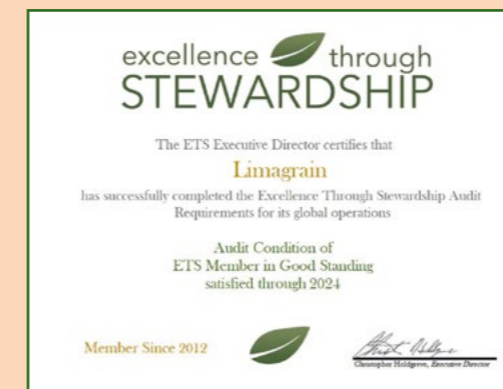 excellence through
STEWARDSHIP
The ETS Executive Director certifies that
Limagrain
has successfully completed the Excellence Through Stewardship Audit
Requirements for its global operations
Audit Condition of
ETS Member in Good Standing
satisfied through 2024
Member Since 2012
Christopher Holdgreve, Executive Director